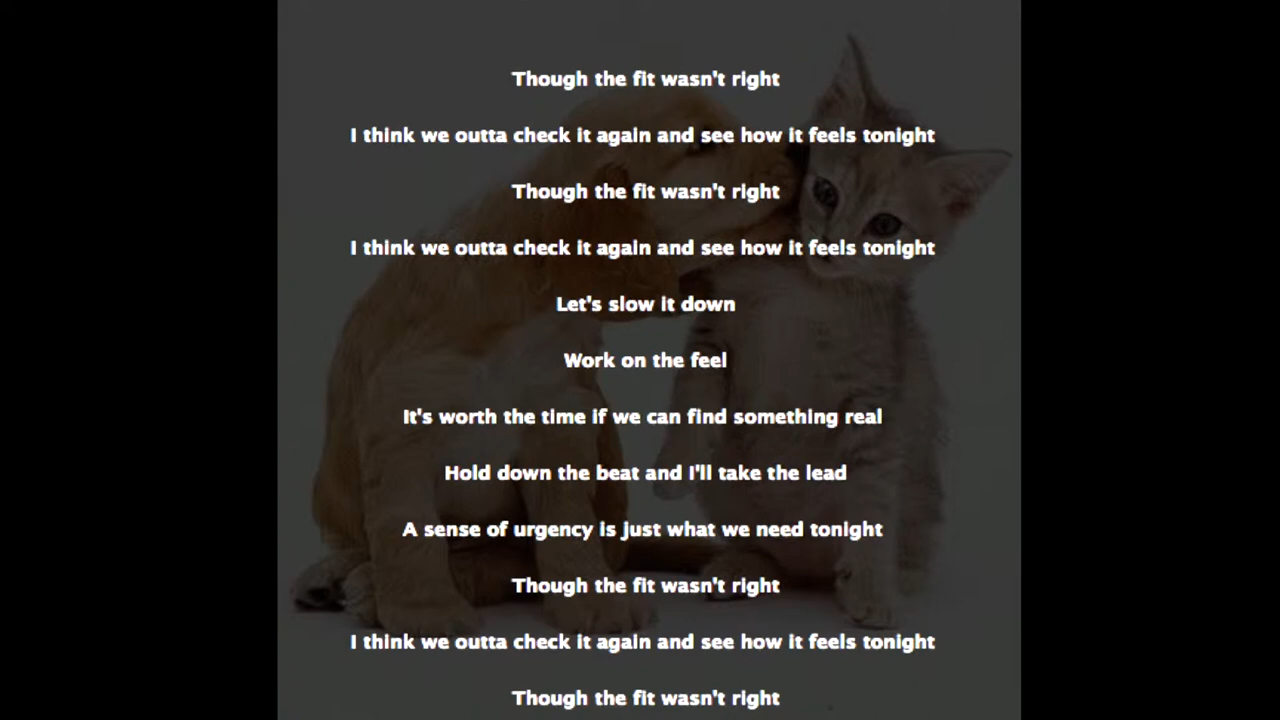 Though the fit wasn't right
I think we outta check it again and see how it feels tonight
Though the fit wasn't right
I think we outta check it again and see how it feels tonight
Let's slow it down
Work on the feel
It's worth the time if we can find something real
Hold down the beat and I'll take the lead
A sense of urgency is just what we need tonight
Though the fit wasn't right
I think we outta check it again and see how it feels tonight
Though the fit wasn't right